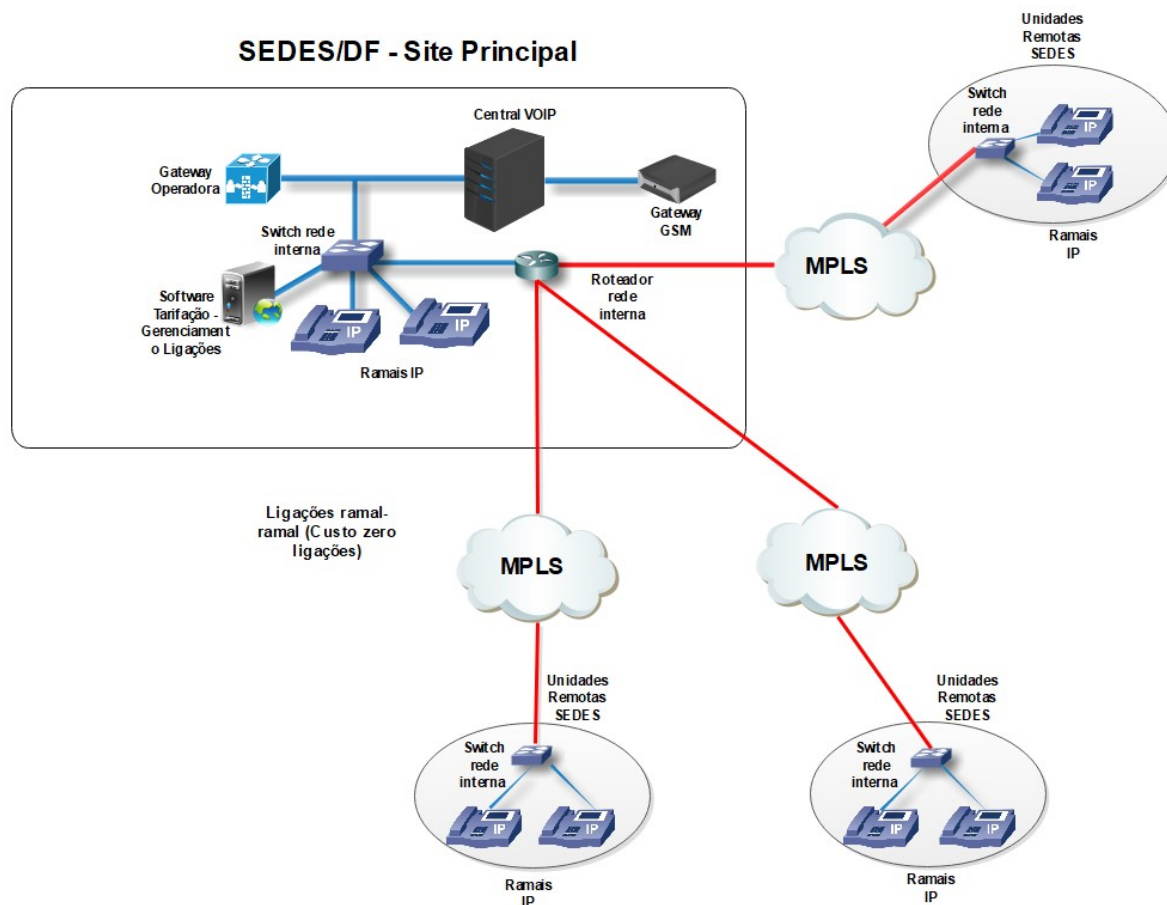 SEDES/DF - Site Principal
Unidades
Remotas
SEDES
Switch
rede
interna
IP
IP
Ramais
IP
Central VOIP
Gateway
Operadora
Gateway
GSM
Switch rede
interna
Software
Tarifação -
Gerenciament
o Ligações
IP
IP
Ramais IP
Roteador
rede
interna
MPLS
Ligações ramal-
ramal (Custo zero
ligações)
MPLS
MPLS
Unidades
Remotas
SEDES
Switch
rede
interna
IP
IP
Ramais
IP
Unidades
Remotas
SEDES
Switch
rede
interna
IP
IP
Ramais
IP